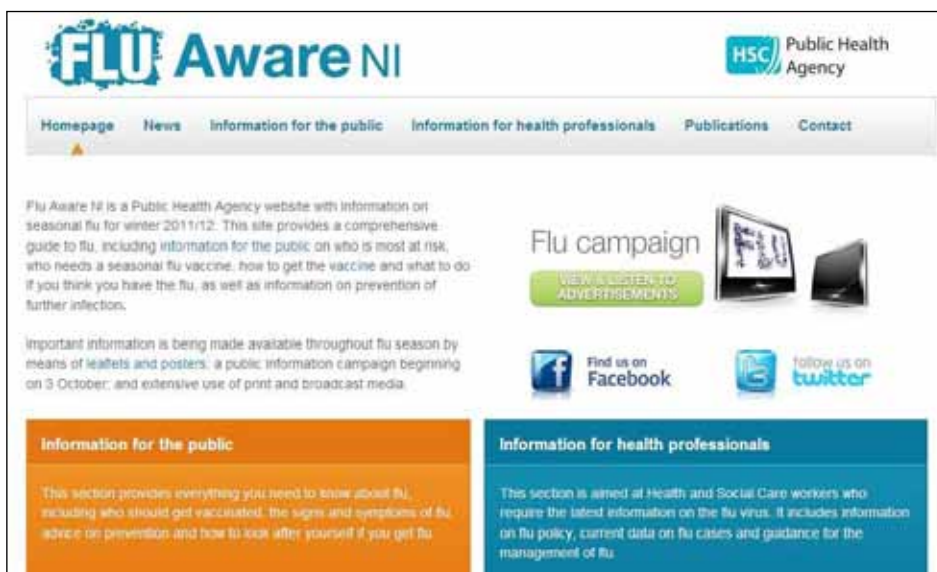 FLU Aware NI
HSC Public Health
Agency
Homepage News Information for the public Information for health professionals Publications Contact
Flu Aware NI is a Public Health Agency website with information on
seasonal flu for winter 2011/12. This site provides a comprehensive
guide to flu, including information for the public on who is most at risk,
who needs a seasonal flu vaccine, how to get the vaccine and what to do
if you think you have the flu, as well as information on prevention of
further infection.
Important information is being made available throughout flu season by
means of leaflets and posters; a public information campaign beginning
on 3 October; and extensive use of print and broadcast media.
Flu campaign
VIEW & LISTEN TO
ADVERTISEMENTS
Find us on
Facebook
follow us on
twitter
Information for the public
This section provides everything you need to know about flu,
including who should get vaccinated, the signs and symptoms of flu,
advice on prevention and how to look after yourself if you get flu.
Information for health professionals
This section is aimed at Health and Social Care workers who
require the latest information on the flu virus. It includes information
on flu policy, current data on flu cases and guidance for the
management of flu.